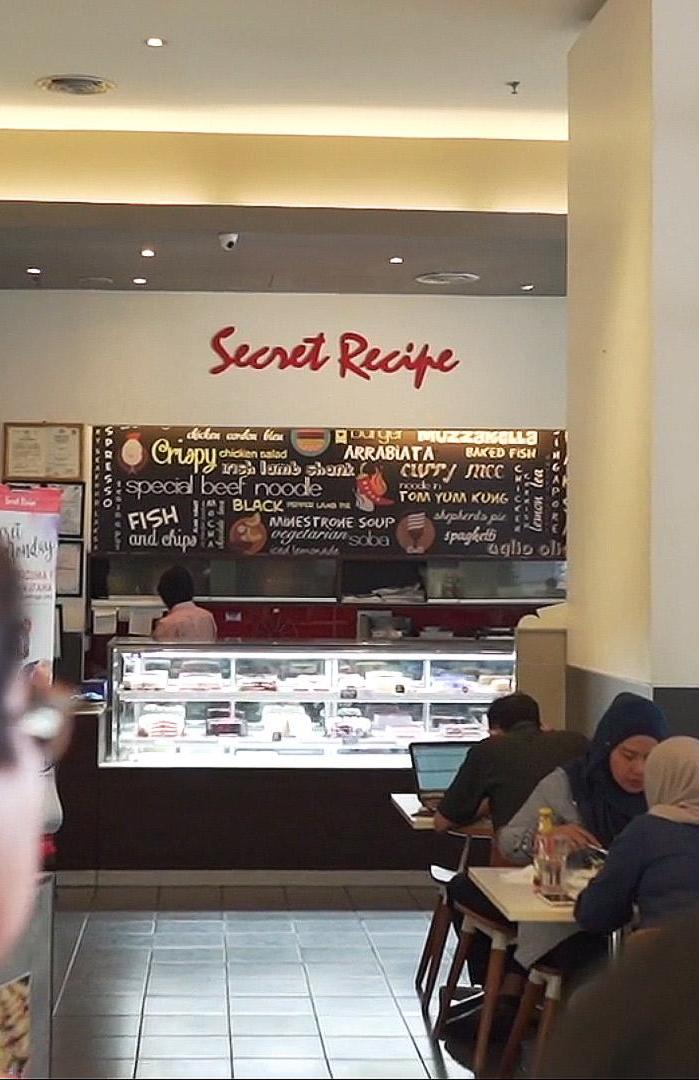 Secret Recipe
chicken cordon bleu
burger
MOZZARELLA
Crispy
chicken salad
ARRABIATA
BAKED FISH
irish lamb shank
curry mee
special beef noodle
noodle in
TOM YUM KUNG
lemon tea
FISH
and chips
BLACK
PEPPER LAMB PIE
MINESTRONE SOUP
shepherds pie
vegetarian
soba
spaghetti
iced lemonade
aglio olio
Secret Recipe